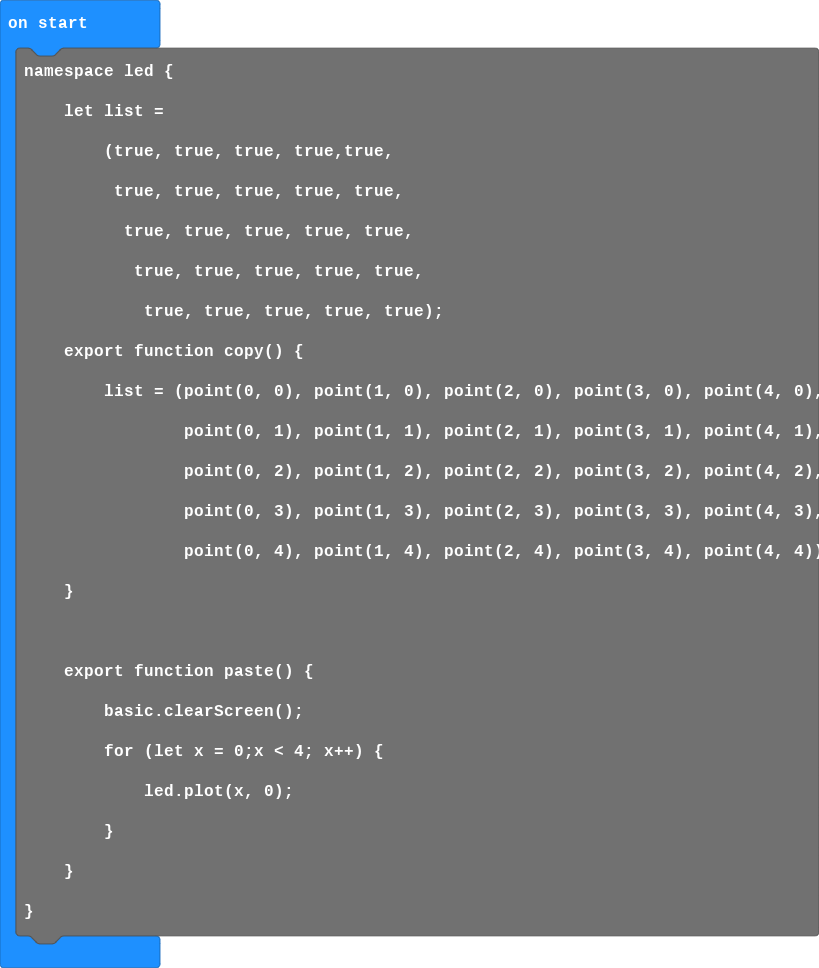 on start
namespace led {
let list =
(true, true, true, true,true,
true, true, true, true, true,
true, true, true, true, true,
true, true, true, true, true,
true, true, true, true, true);
export function copy() {
list = (point(0, 0), point(1, 0), point(2, 0), point(3, 0), point(4, 0),
point(0, 1), point(1, 1), point(2, 1), point(3, 1), point(4, 1),
point(0, 2), point(1, 2), point(2, 2), point(3, 2), point(4, 2),
point(0, 3), point(1, 3), point(2, 3), point(3, 3), point(4, 3),
point(0, 4), point(1, 4), point(2, 4), point(3, 4), point(4, 4))
}
export function paste() {
basic.clearScreen();
for (let x = 0;x < 4; x++) {
led.plot(x, 0);
}
}
}